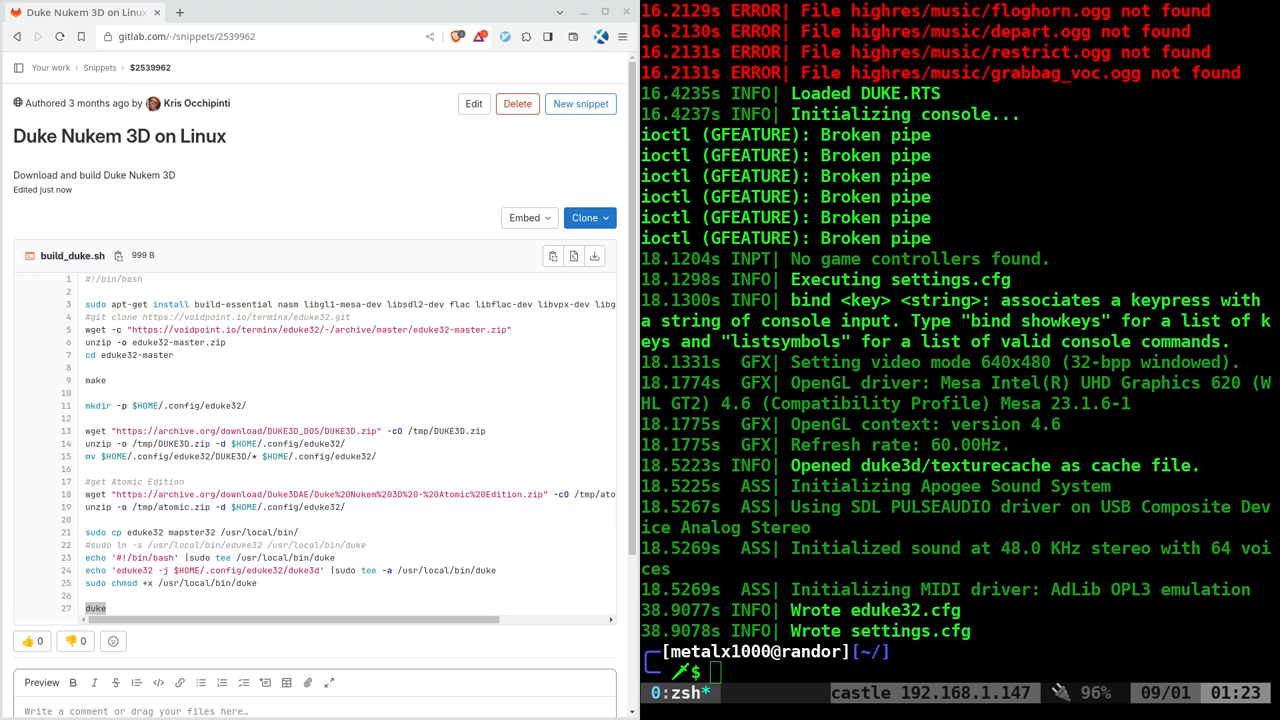 Duke Nukem 3D on Linux
gitlab.com/-/snippets/2539962
Your work > Snippets > $2539962
Authored 3 months ago by Kris Occhipinti
Edit
Delete
New snippet
Duke Nukem 3D on Linux
Download and build Duke Nukem 3D
Edited just now
Embed
Clone
build_duke.sh 999 B
1 #!/bin/bash
2
3 sudo apt-get install build-essential nasm libgl1-mesa-dev libsdl2-dev flac libflac-dev libvpx-dev libg
4 #git clone https://voidpoint.io/terminx/eduke32.git
5 wget -c "https://voidpoint.io/terminx/eduke32/-/archive/master/eduke32-master.zip"
6 unzip -o eduke32-master.zip
7 cd eduke32-master
8
9 make
10
11 mkdir -p $HOME/.config/eduke32/
12
13 wget "https://archive.org/download/DUKE3D_DOS/DUKE3D.zip" -cO /tmp/DUKE3D.zip
14 unzip -o /tmp/DUKE3D.zip -d $HOME/.config/eduke32/
15 mv $HOME/.config/eduke32/DUKE3D/* $HOME/.config/eduke32/
16
17 #get Atomic Edition
18 wget "https://archive.org/download/Duke3DAE/Duke%20Nukem%203D%20-%20Atomic%20Edition.zip" -cO /tmp/ato
19 unzip -o /tmp/atomic.zip -d $HOME/.config/eduke32/
20
21 sudo cp eduke32 mapster32 /usr/local/bin/
22 #sudo ln -s /usr/local/bin/eduke32 /usr/local/bin/duke
23 echo '#!/bin/bash' |sudo tee /usr/local/bin/duke
24 echo 'eduke32 -j $HOME/.config/eduke32/duke3d' |sudo tee -a /usr/local/bin/duke
25 sudo chmod +x /usr/local/bin/duke
26
27 duke
👍 0
👎 0
Preview
Write a comment or drag your files here…
16.2129s ERROR| File highres/music/floghorn.ogg not found
16.2130s ERROR| File highres/music/depart.ogg not found
16.2131s ERROR| File highres/music/restrict.ogg not found
16.2131s ERROR| File highres/music/grabbag_voc.ogg not found
16.4235s INFO| Loaded DUKE.RTS
16.4237s INFO| Initializing console...
ioctl (GFEATURE): Broken pipe
ioctl (GFEATURE): Broken pipe
ioctl (GFEATURE): Broken pipe
ioctl (GFEATURE): Broken pipe
ioctl (GFEATURE): Broken pipe
ioctl (GFEATURE): Broken pipe
18.1204s INPT| No game controllers found.
18.1298s INFO| Executing settings.cfg
18.1300s INFO| bind <key> <string>: associates a keypress with
a string of console input. Type "bind showkeys" for a list of k
eys and "listsymbols" for a list of valid console commands.
18.1331s GFX| Setting video mode 640x480 (32-bpp windowed).
18.1774s GFX| OpenGL driver: Mesa Intel(R) UHD Graphics 620 (W
HL GT2) 4.6 (Compatibility Profile) Mesa 23.1.6-1
18.1775s GFX| OpenGL context: version 4.6
18.1775s GFX| Refresh rate: 60.00Hz.
18.5223s INFO| Opened duke3d/texturecache as cache file.
18.5225s ASS| Initializing Apogee Sound System
18.5267s ASS| Using SDL PULSEAUDIO driver on USB Composite Dev
ice Analog Stereo
18.5269s ASS| Initialized sound at 48.0 KHz stereo with 64 voi
ces
18.5269s ASS| Initializing MIDI driver: AdLib OPL3 emulation
38.9077s INFO| Wrote eduke32.cfg
38.9078s INFO| Wrote settings.cfg
[metalx1000@randor][~/]
$
0:zsh* castle 192.168.1.147 🔌 96% 09/01 01:23